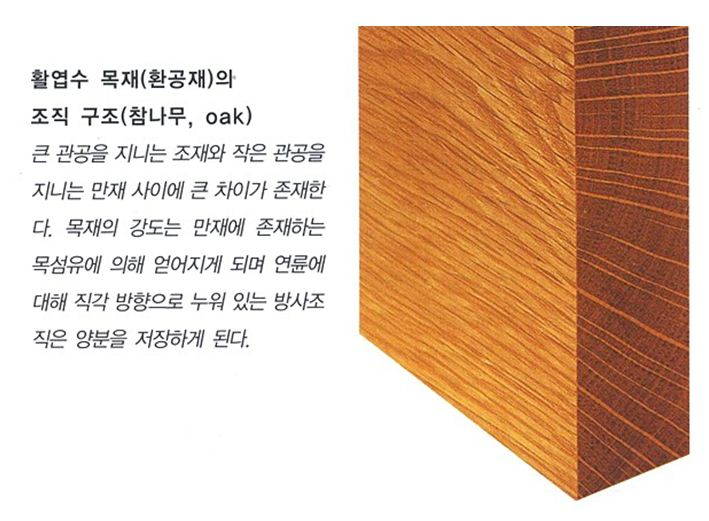 활엽수 목재(환공재)의
조직 구조(참나무, oak)
큰 관공을 지니는 조재와 작은 관공을
지니는 만재 사이에 큰 차이가 존재한
다. 목재의 강도는 만재에 존재하는
목섬유에 의해 얻어지게 되며 연륜에
대해 직각 방향으로 누워 있는 방사조
직은 양분을 저장하게 된다.